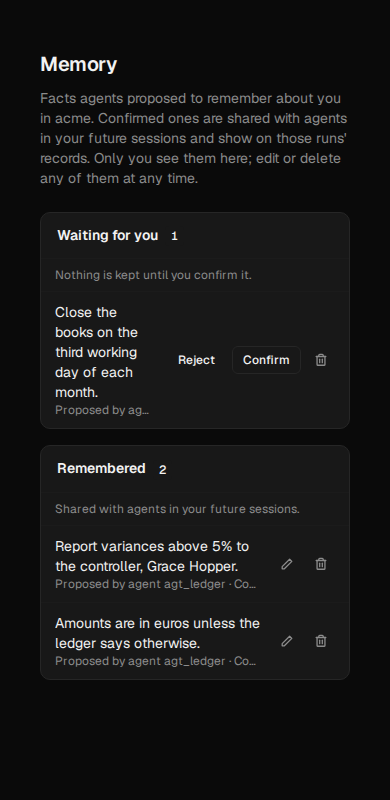 Memory
Facts agents proposed to remember about you
in acme. Confirmed ones are shared with agents
in your future sessions and show on those runs'
records. Only you see them here; edit or delete
any of them at any time.
Waiting for you 1
Nothing is kept until you confirm it.
Close the
books on the
third working
day of each
month.
Proposed by ag…
Reject Confirm
Remembered 2
Shared with agents in your future sessions.
Report variances above 5% to
the controller, Grace Hopper.
Proposed by agent agt_ledger · Co…
Amounts are in euros unless the
ledger says otherwise.
Proposed by agent agt_ledger · Co…